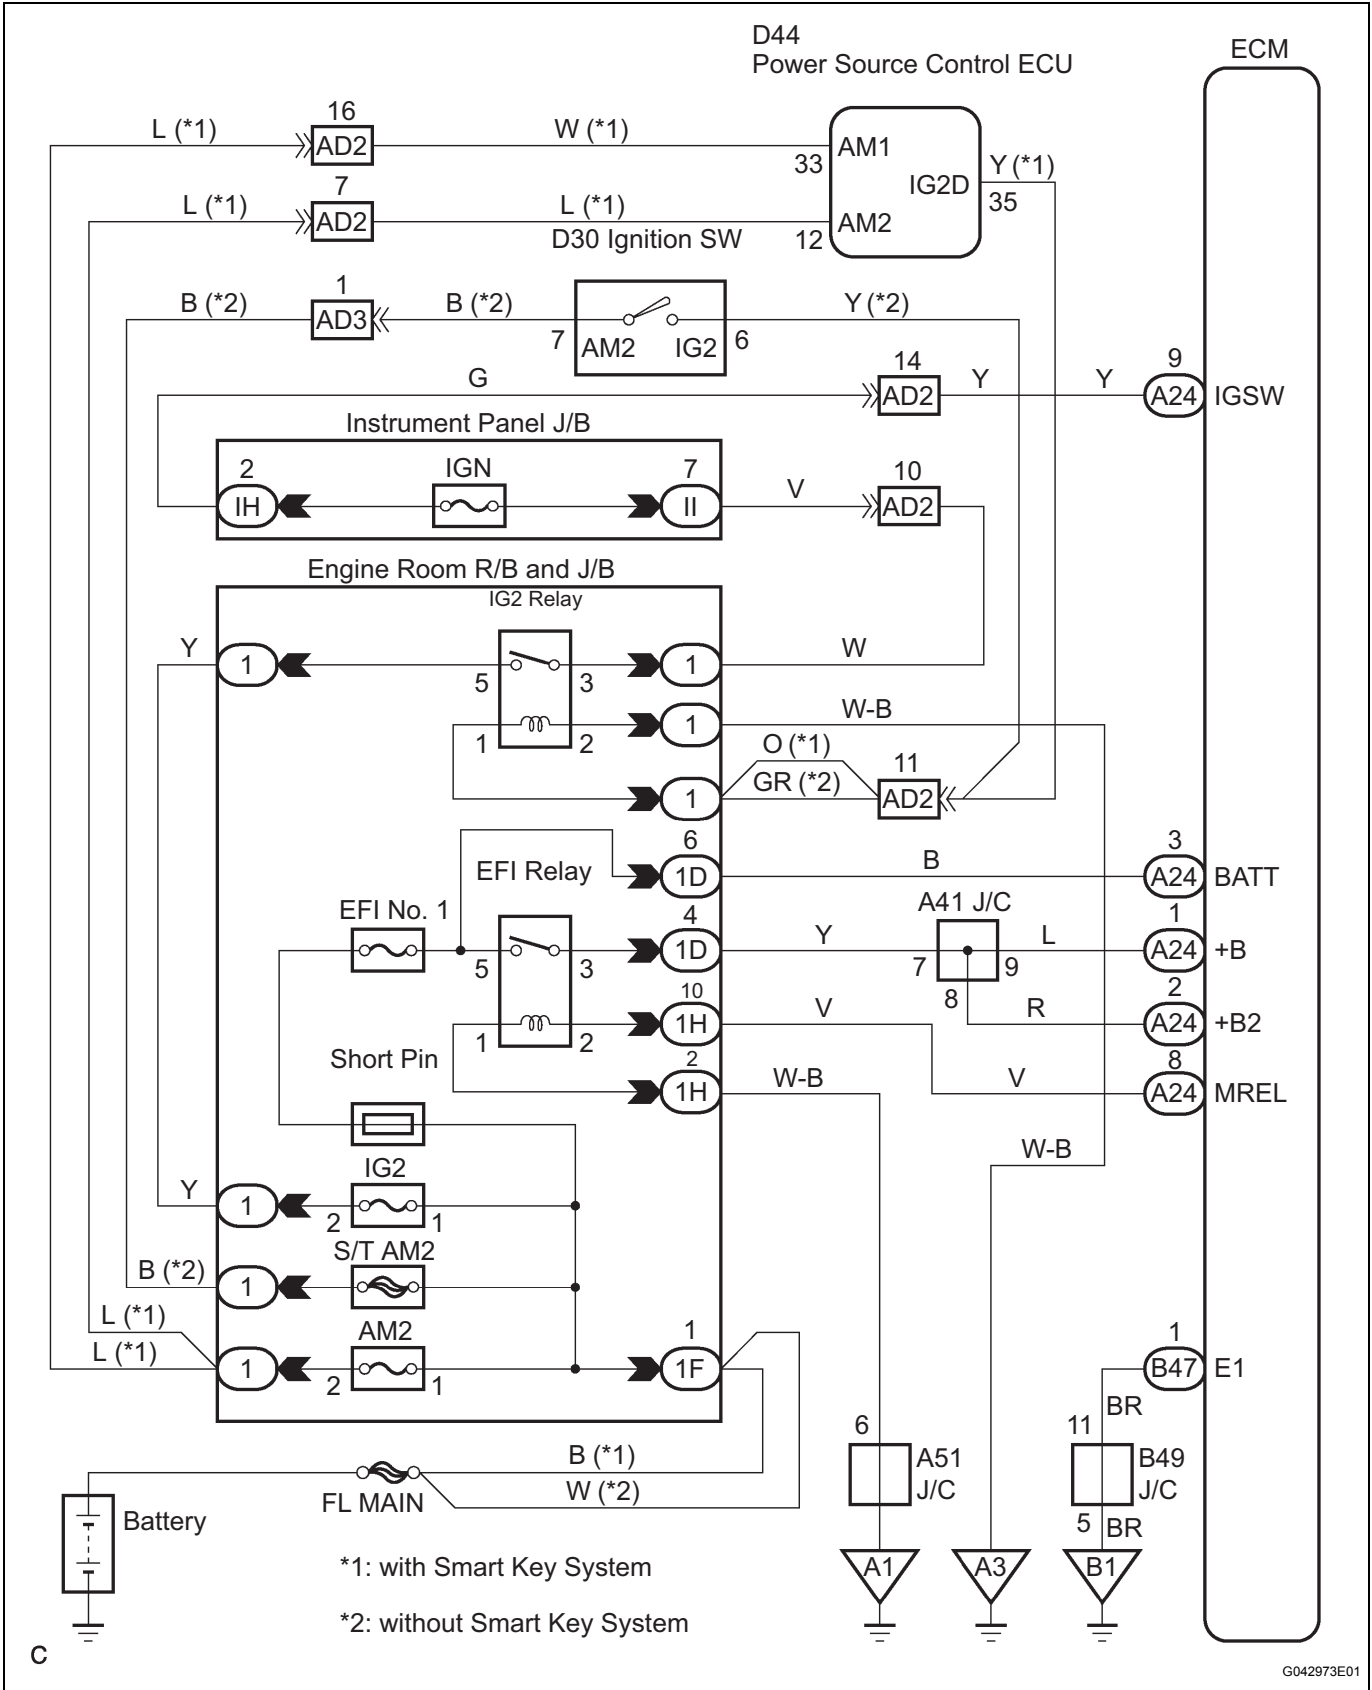 D44
Power Source Control ECU
ECM
L (*1)
16
AD2
W (*1)
33
AM1
IG2D
Y (*1)
35
L (*1)
7
AD2
L (*1)
12
AM2
D30 Ignition SW
B (*2)
1
AD3
B (*2)
7
AM2
IG2
6
Y (*2)
G
14
AD2
Y
Y
9
A24
IGSW
Instrument Panel J/B
2
IH
IGN
7
II
V
10
AD2
Engine Room R/B and J/B
IG2 Relay
Y
1
5
3
1
W
1
2
1
W-B
O (*1)
GR (*2)
1
11
AD2
EFI Relay
6
1D
B
3
A24
BATT
EFI No. 1
5
3
4
1D
Y
A41 J/C
7
9
8
L
1
A24
+B
1
2
10
1H
V
R
2
A24
+B2
Short Pin
2
1H
W-B
V
8
A24
MREL
W-B
IG2
Y
1
2
1
S/T AM2
B (*2)
1
L (*1)
L (*1)
AM2
1
2
1
1
1F
1
B47
E1
BR
B (*1)
W (*2)
FL MAIN
6
A51
J/C
11
B49
J/C
5
BR
Battery
*1: with Smart Key System
*2: without Smart Key System
A1
A3
B1
C
G042973E01